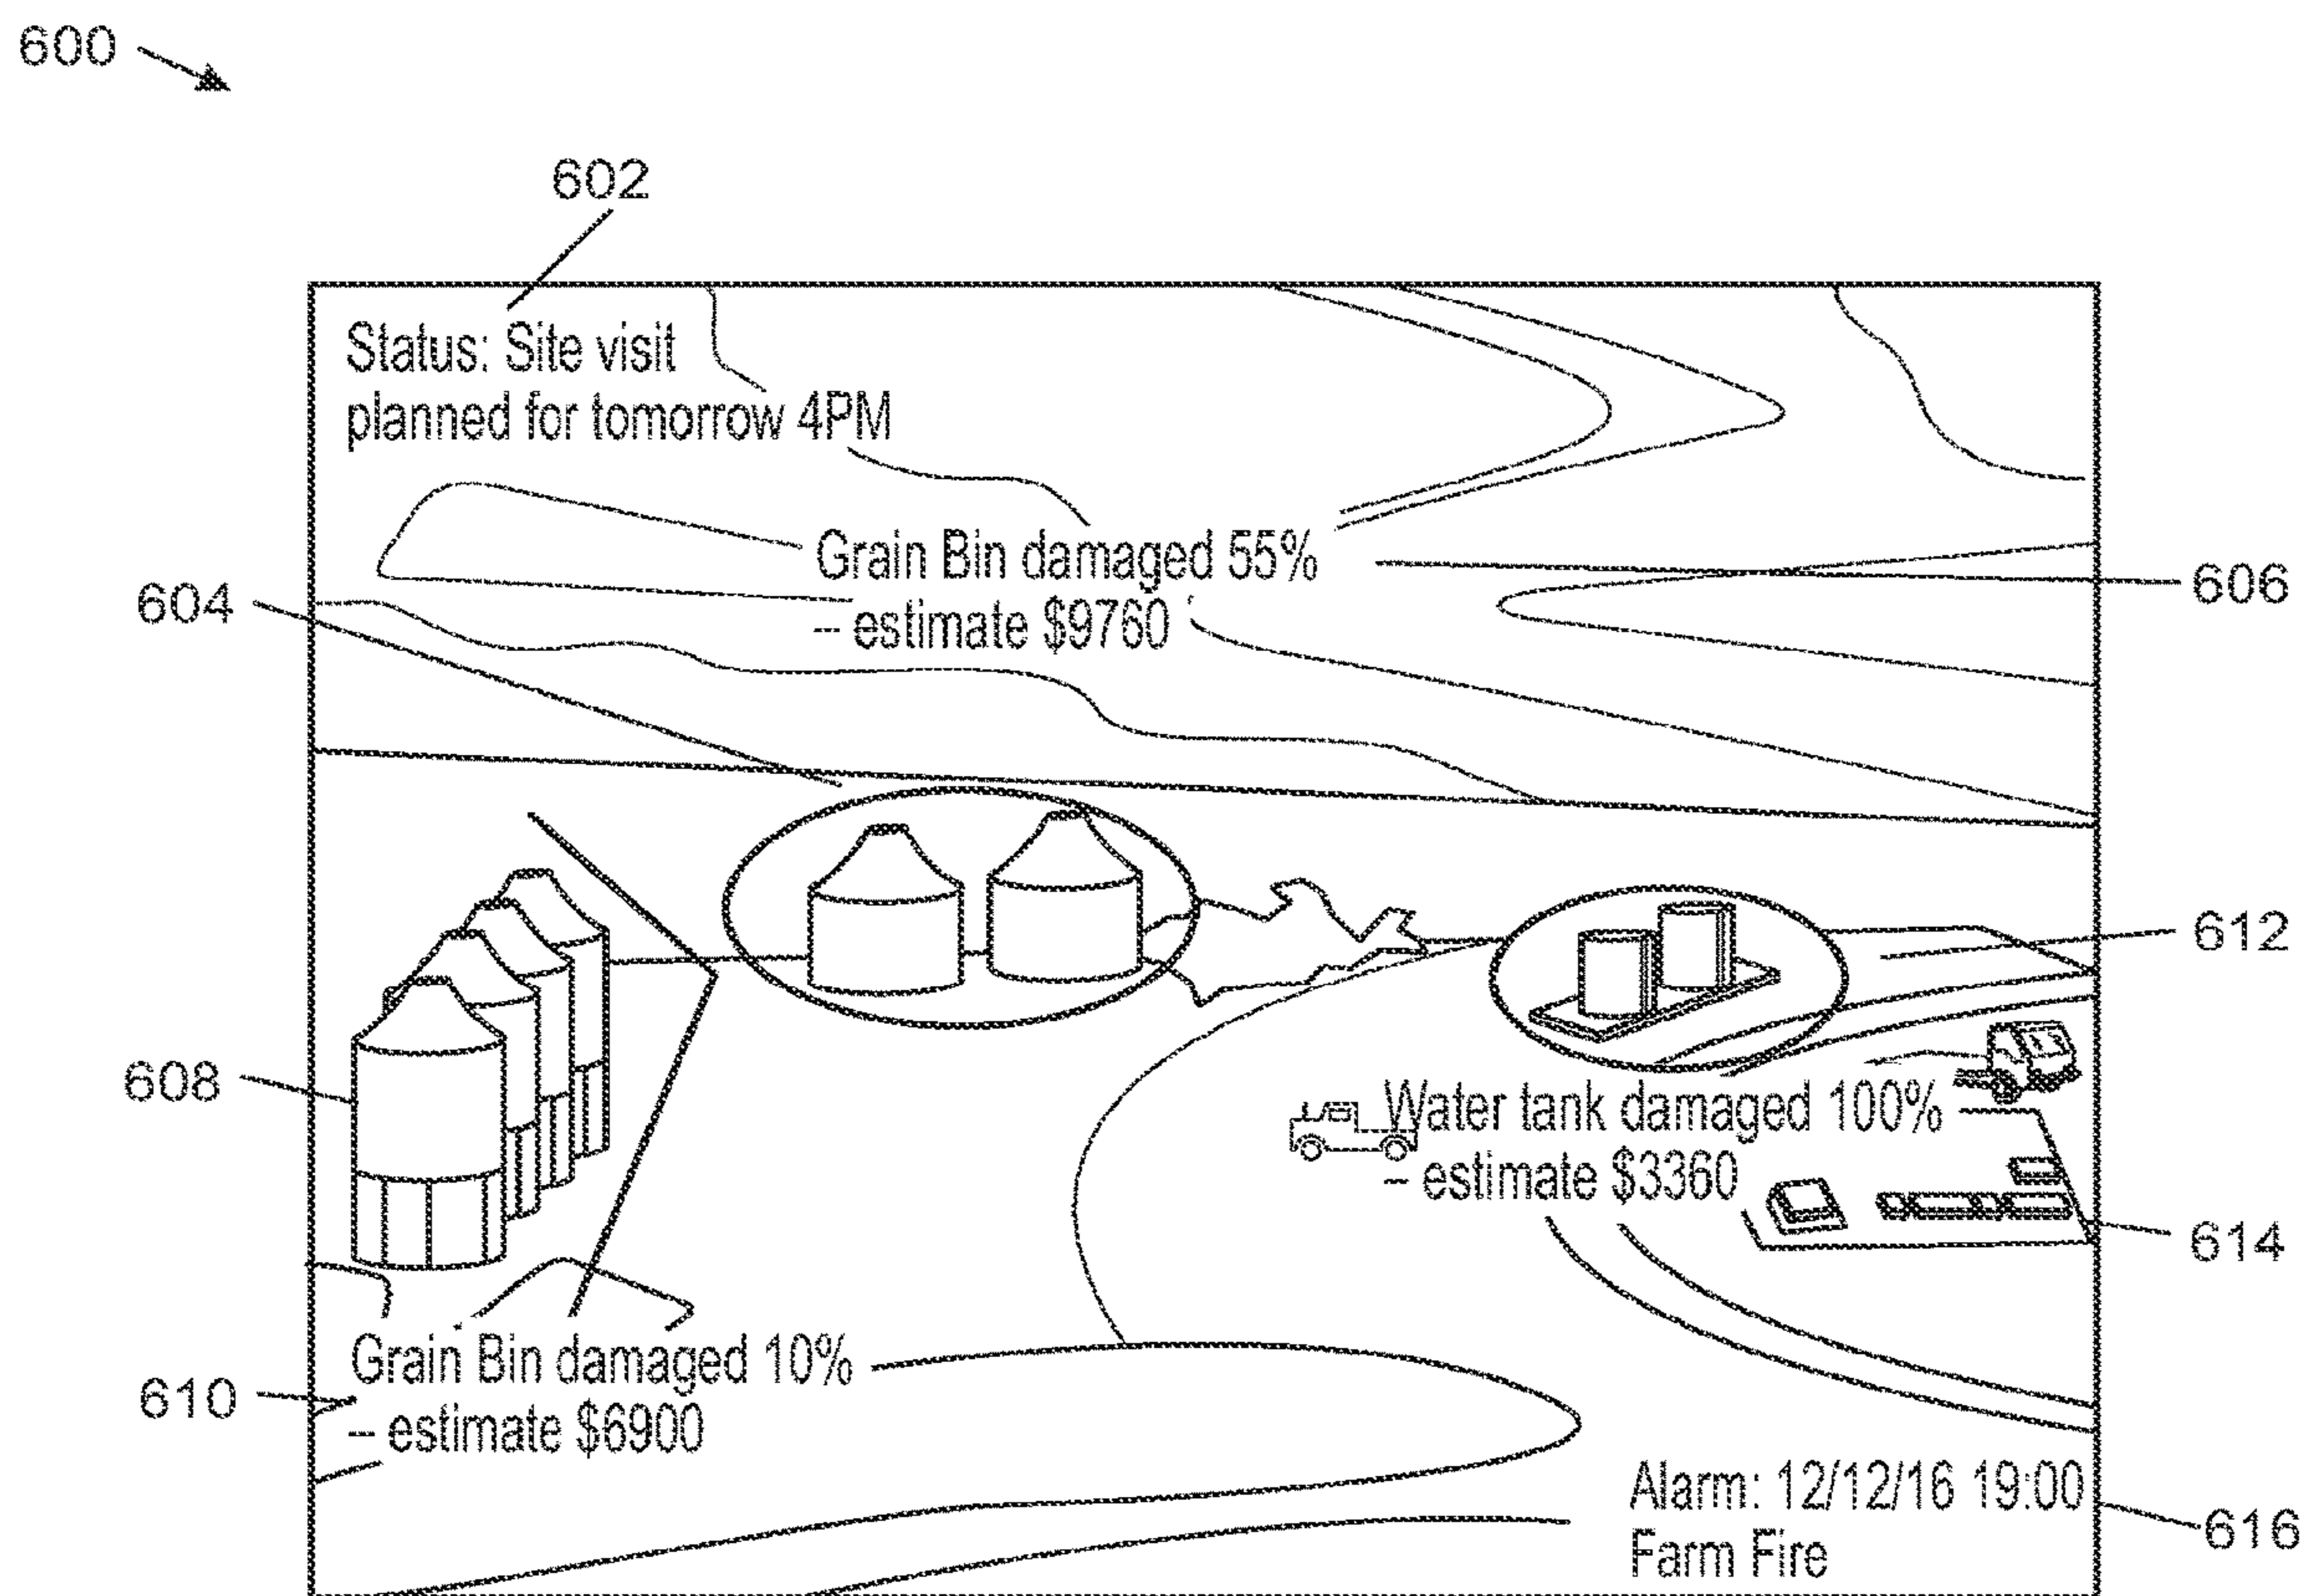 600
602
Status: Site visit
planned for tomorrow 4PM
Grain Bin damaged 55%
– estimate $9760
604
606
612
608
Water tank damaged 100%
– estimate $3360
614
Grain Bin damaged 10%
– estimate $6900
610
Alarm: 12/12/16 19:00
Farm Fire
616